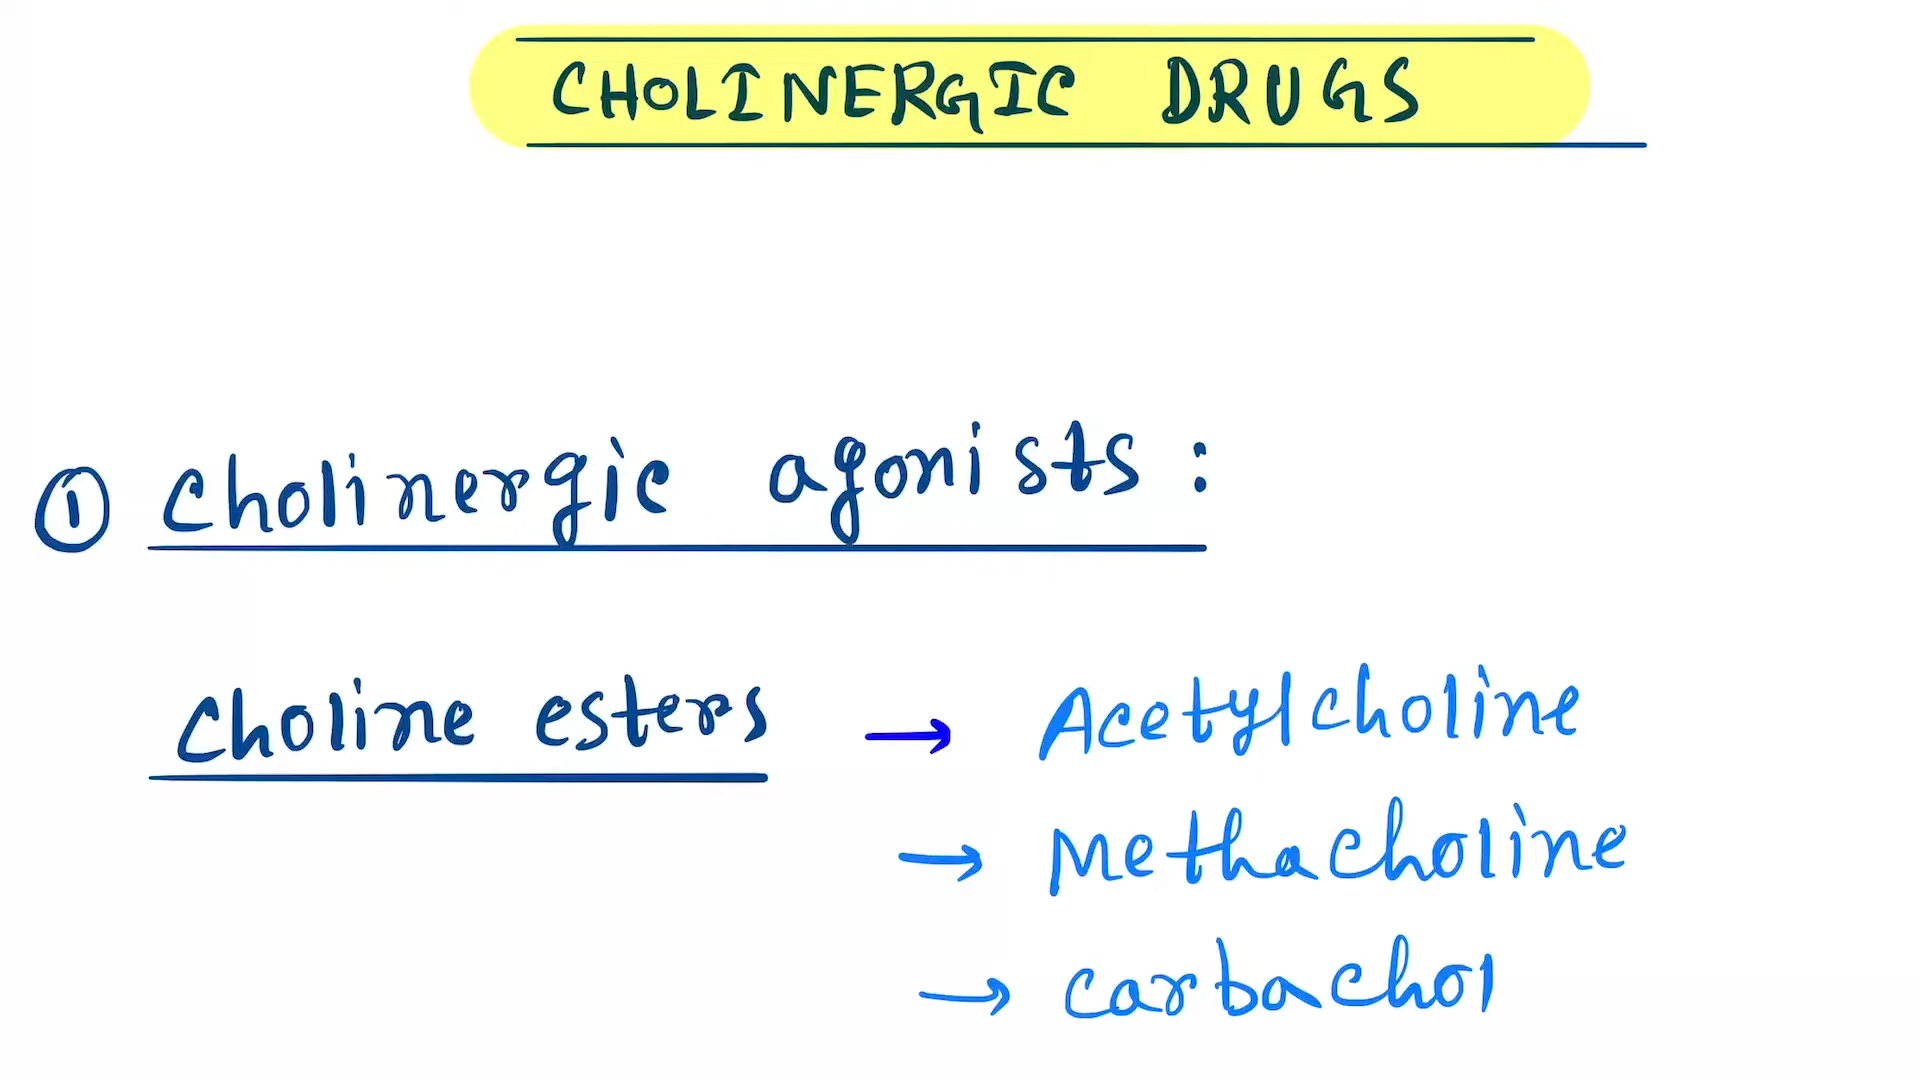 CHOLINERGIC DRUGS
① Cholinergic agonists :
Choline esters → Acetylcholine
→ Methacholine
→ Carbachol